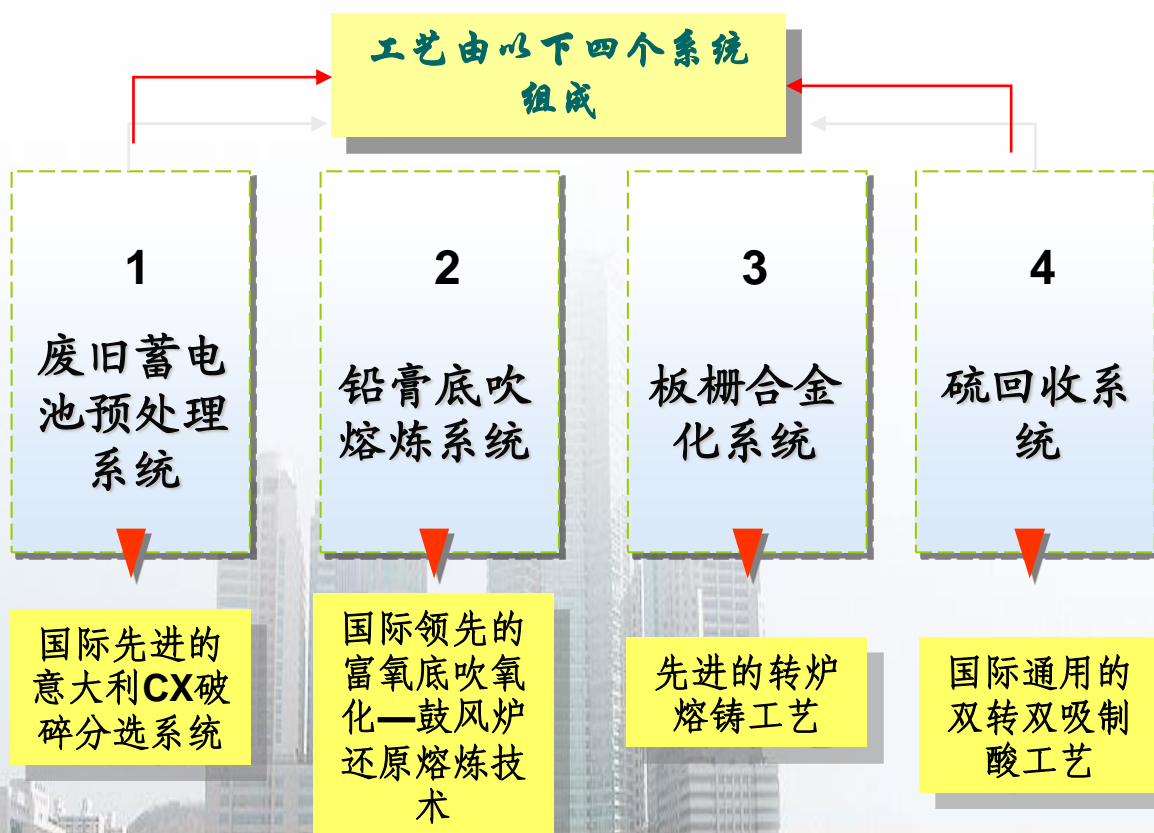 工艺由以下四个系统
组成
1
废旧蓄电
池预处理
系统
2
铅膏底吹
熔炼系统
3
板栅合金
化系统
4
硫回收系
统
国际先进的
意大利CX破
碎分选系统
国际领先的
富氧底吹氧
化—鼓风炉
还原熔炼技
术
先进的转炉
熔铸工艺
国际通用的
双转双吸制
酸工艺